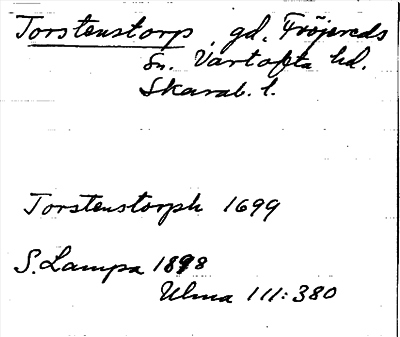 Torstenstorp, gd, Fröjereds
Sn. Vartofta hd.
Skarab. l.
Torstenstorph 1699
S. Lampa 1898
Ulma 111:380